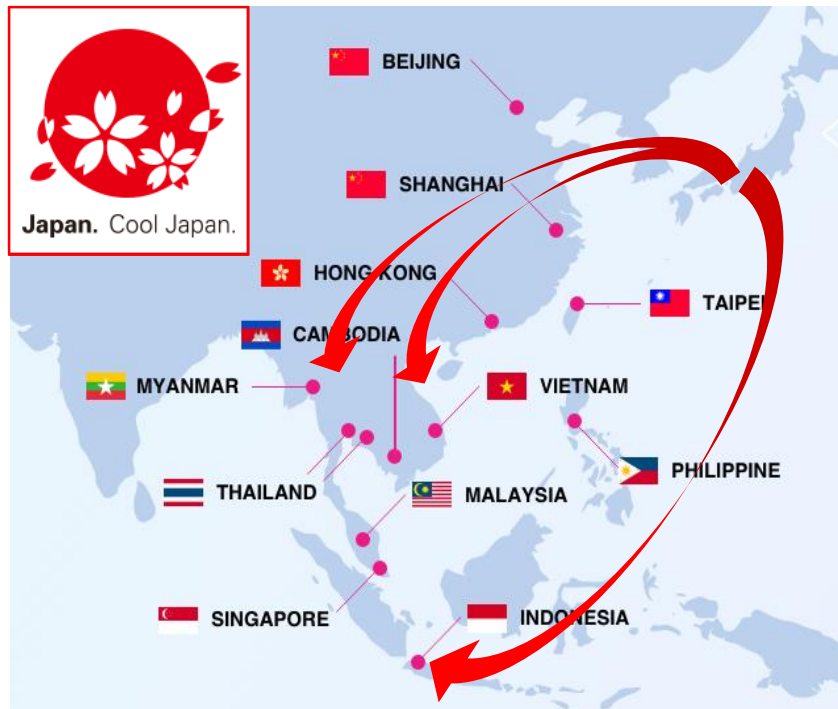 BEIJING
SHANGHAI
Japan. Cool Japan.
HONG KONG
TAIPEI
CAMBODIA
MYANMAR
VIETNAM
PHILIPPINE
THAILAND
MALAYSIA
SINGAPORE
INDONESIA